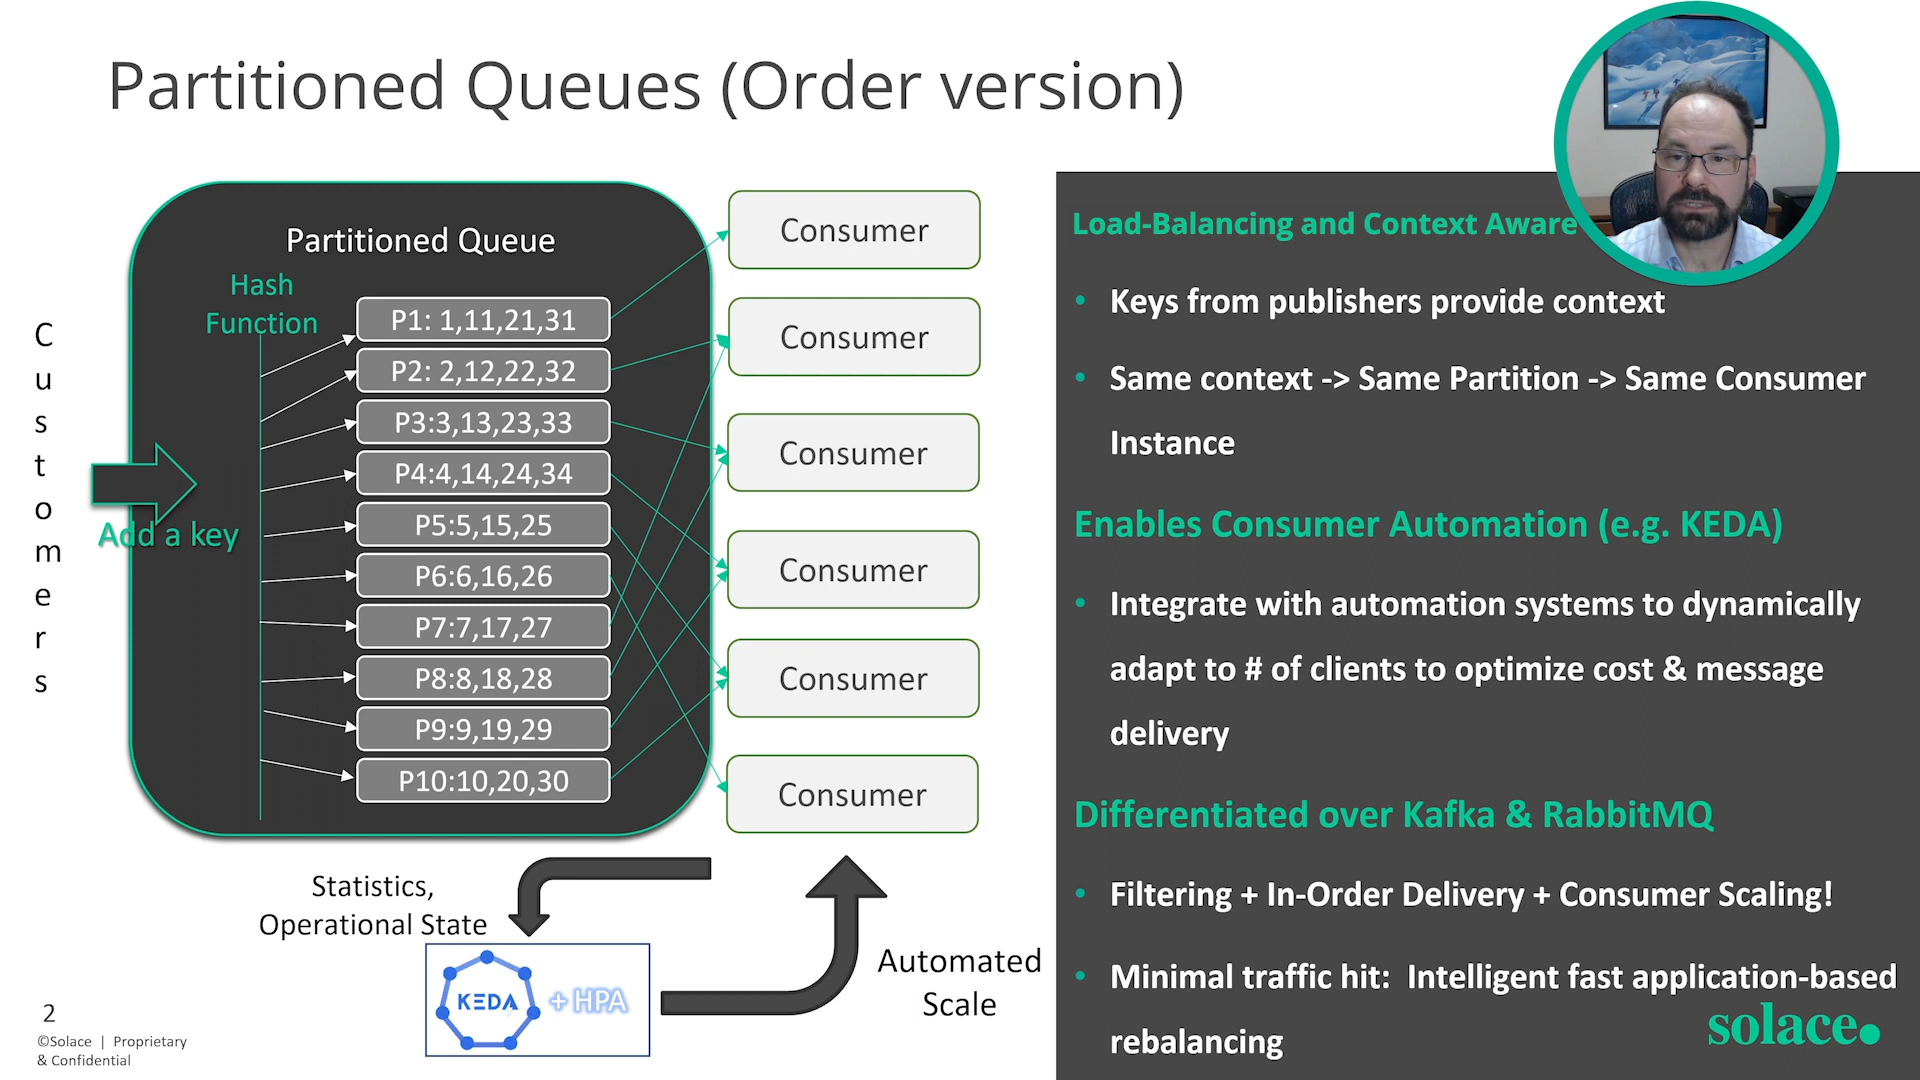 Partitioned Queues (Order version)
Customers
Partitioned Queue
Hash
Function
Add a key
P1: 1,11,21,31
P2: 2,12,22,32
P3:3,13,23,33
P4:4,14,24,34
P5:5,15,25
P6:6,16,26
P7:7,17,27
P8:8,18,28
P9:9,19,29
P10:10,20,30
Consumer
Consumer
Consumer
Consumer
Consumer
Consumer
Statistics,
Operational State
KEDA + HPA
Automated
Scale
Load-Balancing and Context Aware
• Keys from publishers provide context
• Same context -> Same Partition -> Same Consumer
Instance
Enables Consumer Automation (e.g. KEDA)
• Integrate with automation systems to dynamically
adapt to # of clients to optimize cost & message
delivery
Differentiated over Kafka & RabbitMQ
• Filtering + In-Order Delivery + Consumer Scaling!
• Minimal traffic hit:  Intelligent fast application-based
rebalancing
solace.
2
©Solace | Proprietary
& Confidential